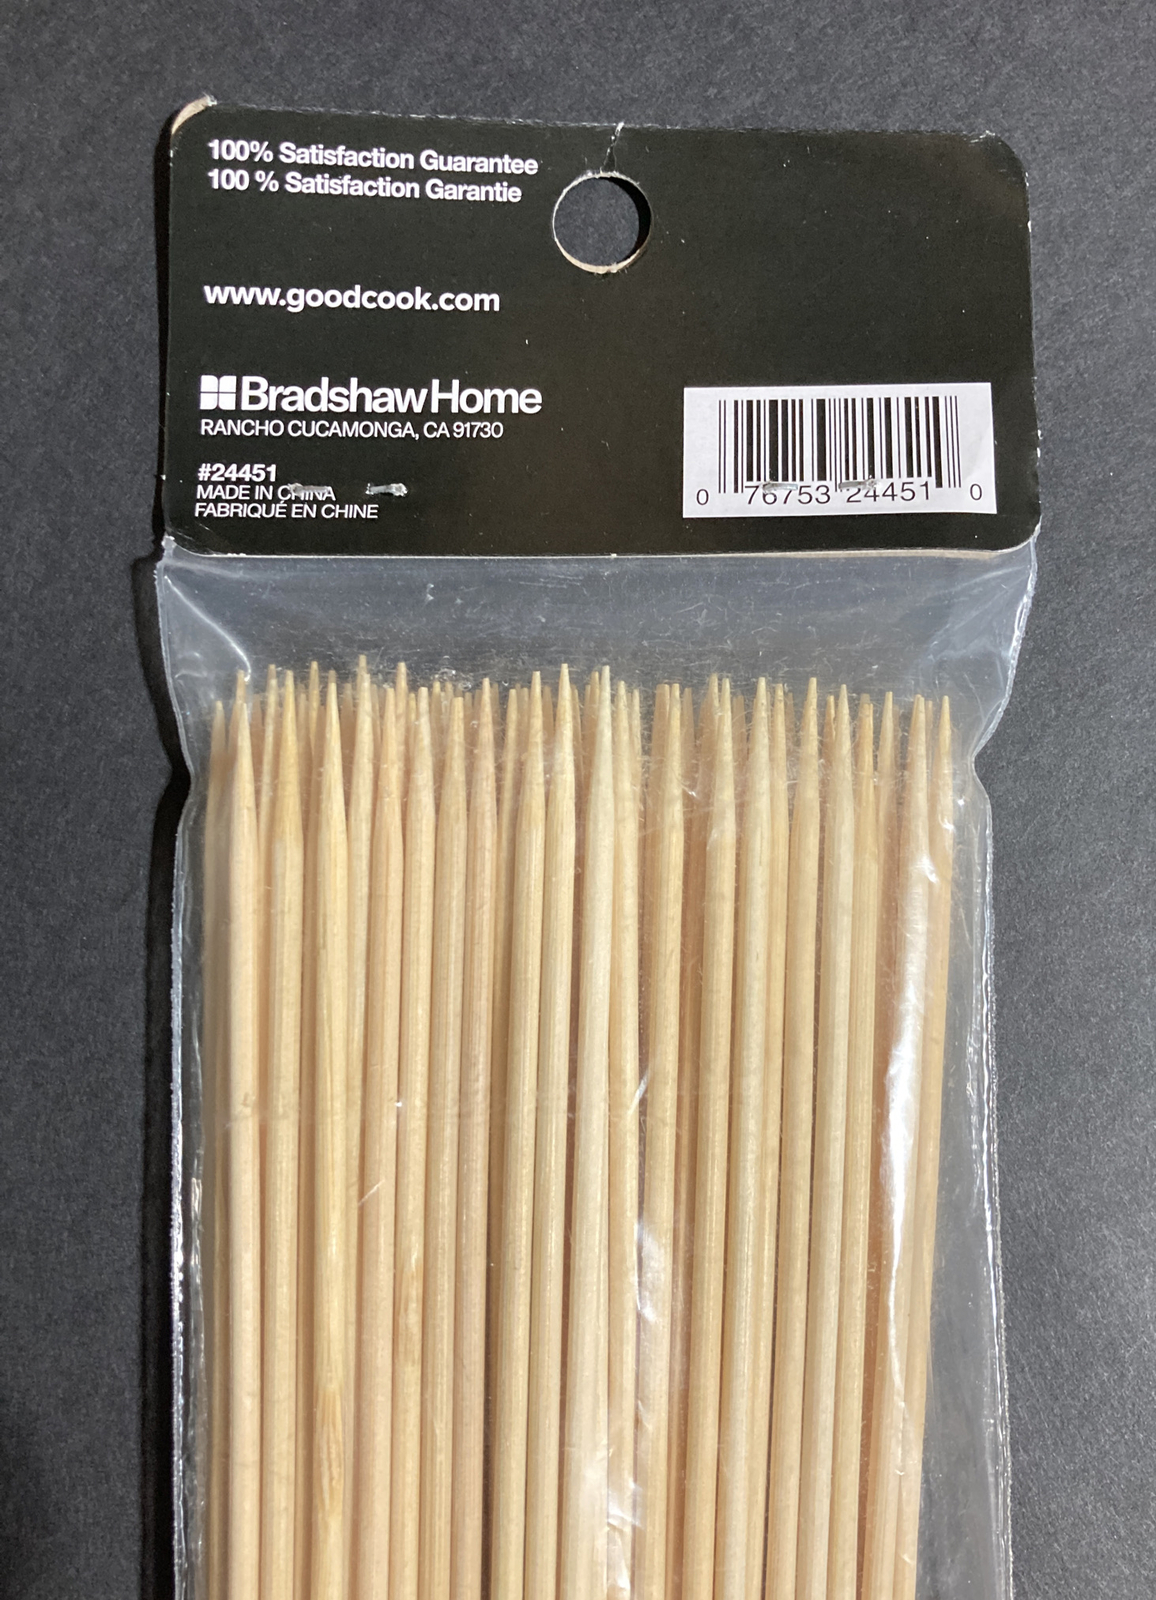 100% Satisfaction Guarantee
100 % Satisfaction Garantie
www.goodcook.com
Bradshaw Home
RANCHO CUCAMONGA, CA 91730
#24451
MADE IN CHINA
FABRIQUÉ EN CHINE
0 76753 24451 0